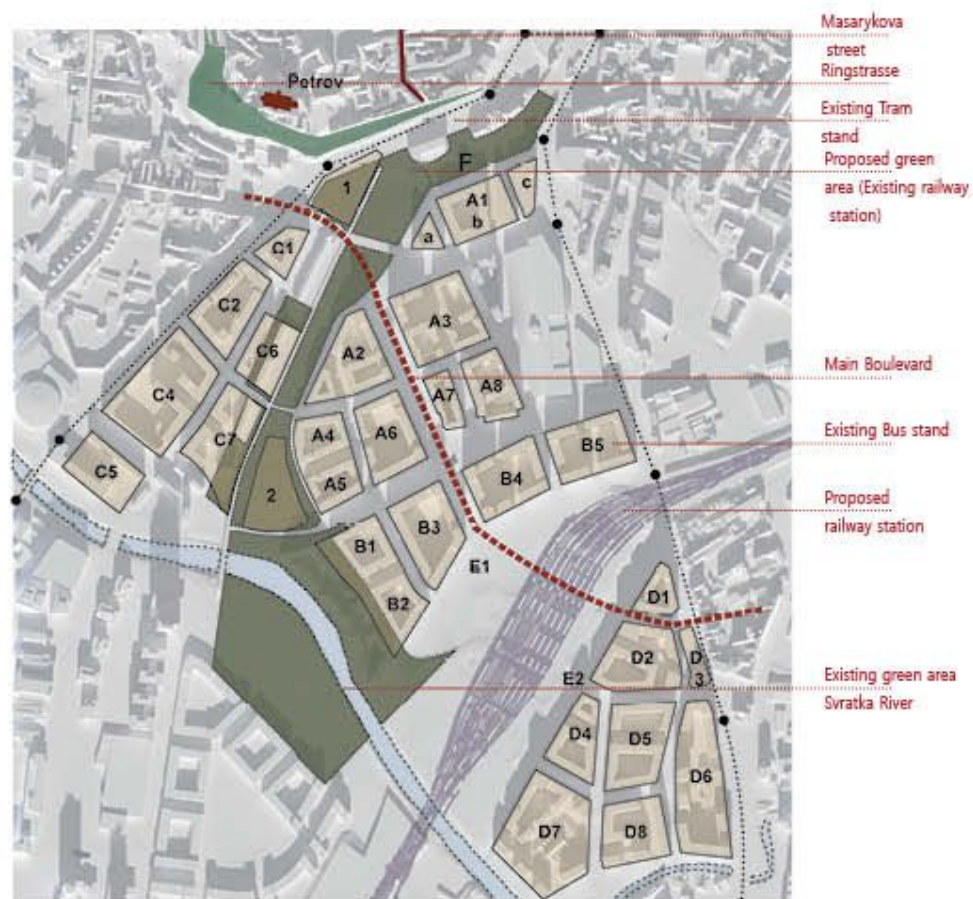 Masarykova
street
Ringstrasse
Petrov
Existing Tram
stand
F
Proposed green
area (Existing railway
station)
1
A1
b
c
a
C1
C2
A3
C6
A2
Main Boulevard
A7
A8
C4
A4
A6
C7
Existing Bus stand
B5
C5
2
A5
B4
Proposed
railway station
B3
B1
E1
D1
B2
D2
D
3
E2
Existing green area
Svratka River
D4
D5
D6
D7
D8